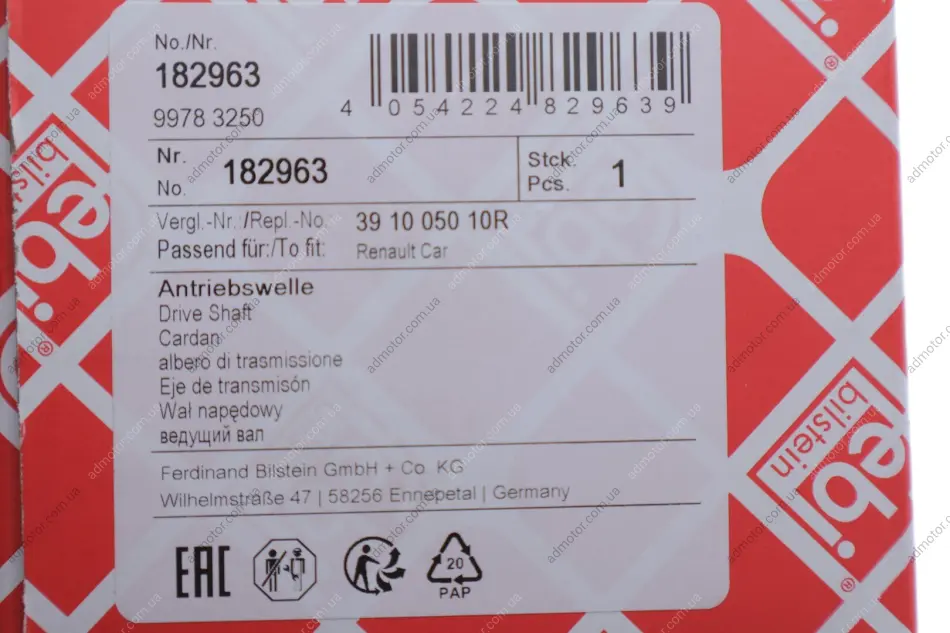 No./Nr.
182963
9978 3250
4 054224 829639
Nr.
No.
182963
Stck.
Pcs.
1
Vergl.-Nr./Repl.-No. 39 10 050 10R
Passend für:/To fit: Renault Car
Antriebswelle
Drive Shaft
Cardan
albero di trasmissione
Eje de transmisón
Wał napędowy
ведущий вал
Ferdinand Bilstein GmbH + Co. KG
Wilhelmstraße 47 | 58256 Ennepetal | Germany
EAC
20
PAP
febi
bilstein
®
febi
bilstein
®
febi
®
admotor.com.ua